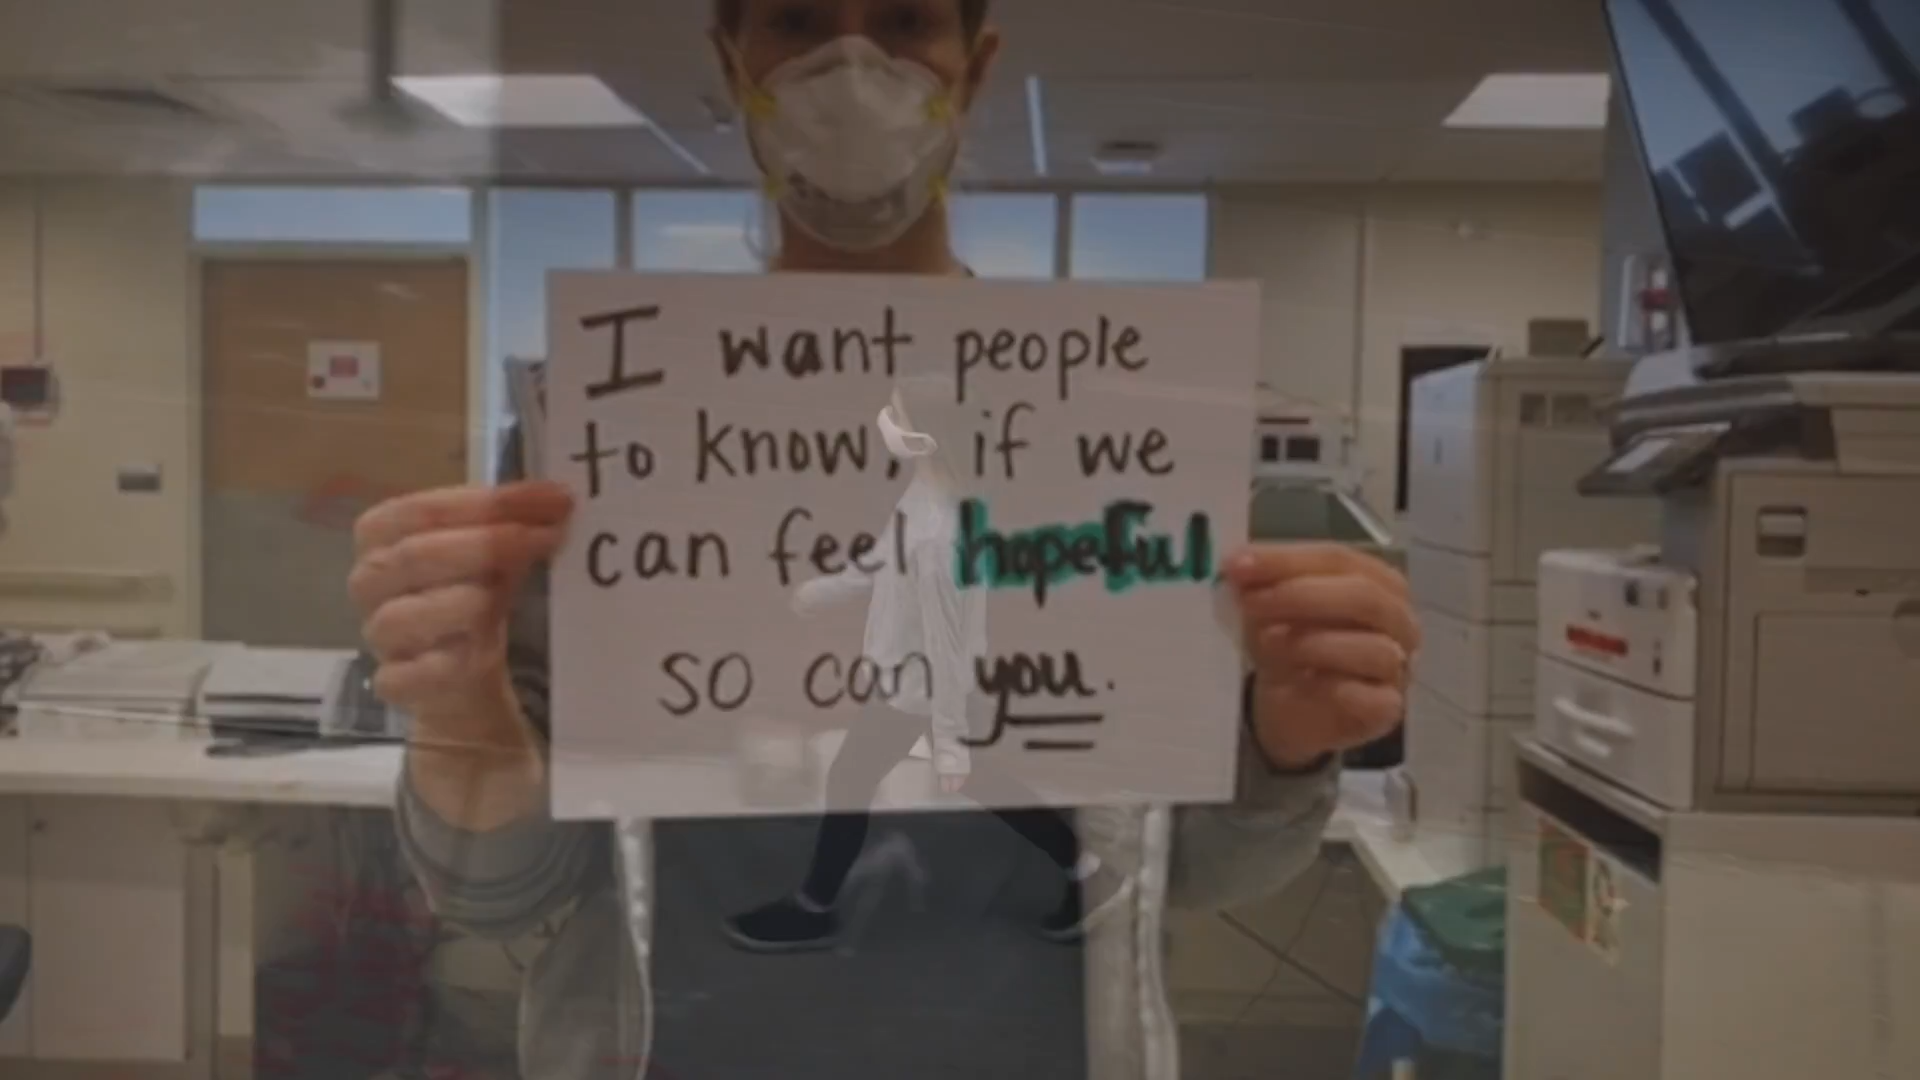 I want people
to know, if we
can feel hopeful,
so can you.